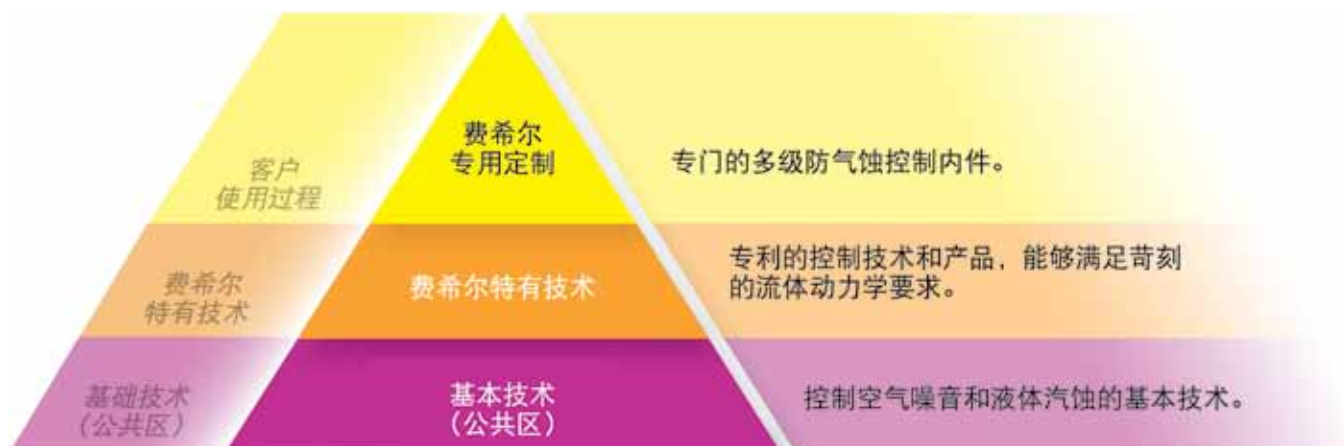 客户
使用过程
费希尔
专用定制
专门的多级防气蚀控制内件。
费希尔
特有技术
费希尔特有技术
专利的控制技术和产品，能够满足苛刻
的流体动力学要求。
基础技术
（公共区）
基本技术
（公共区）
控制空气噪音和液体汽蚀的基本技术。